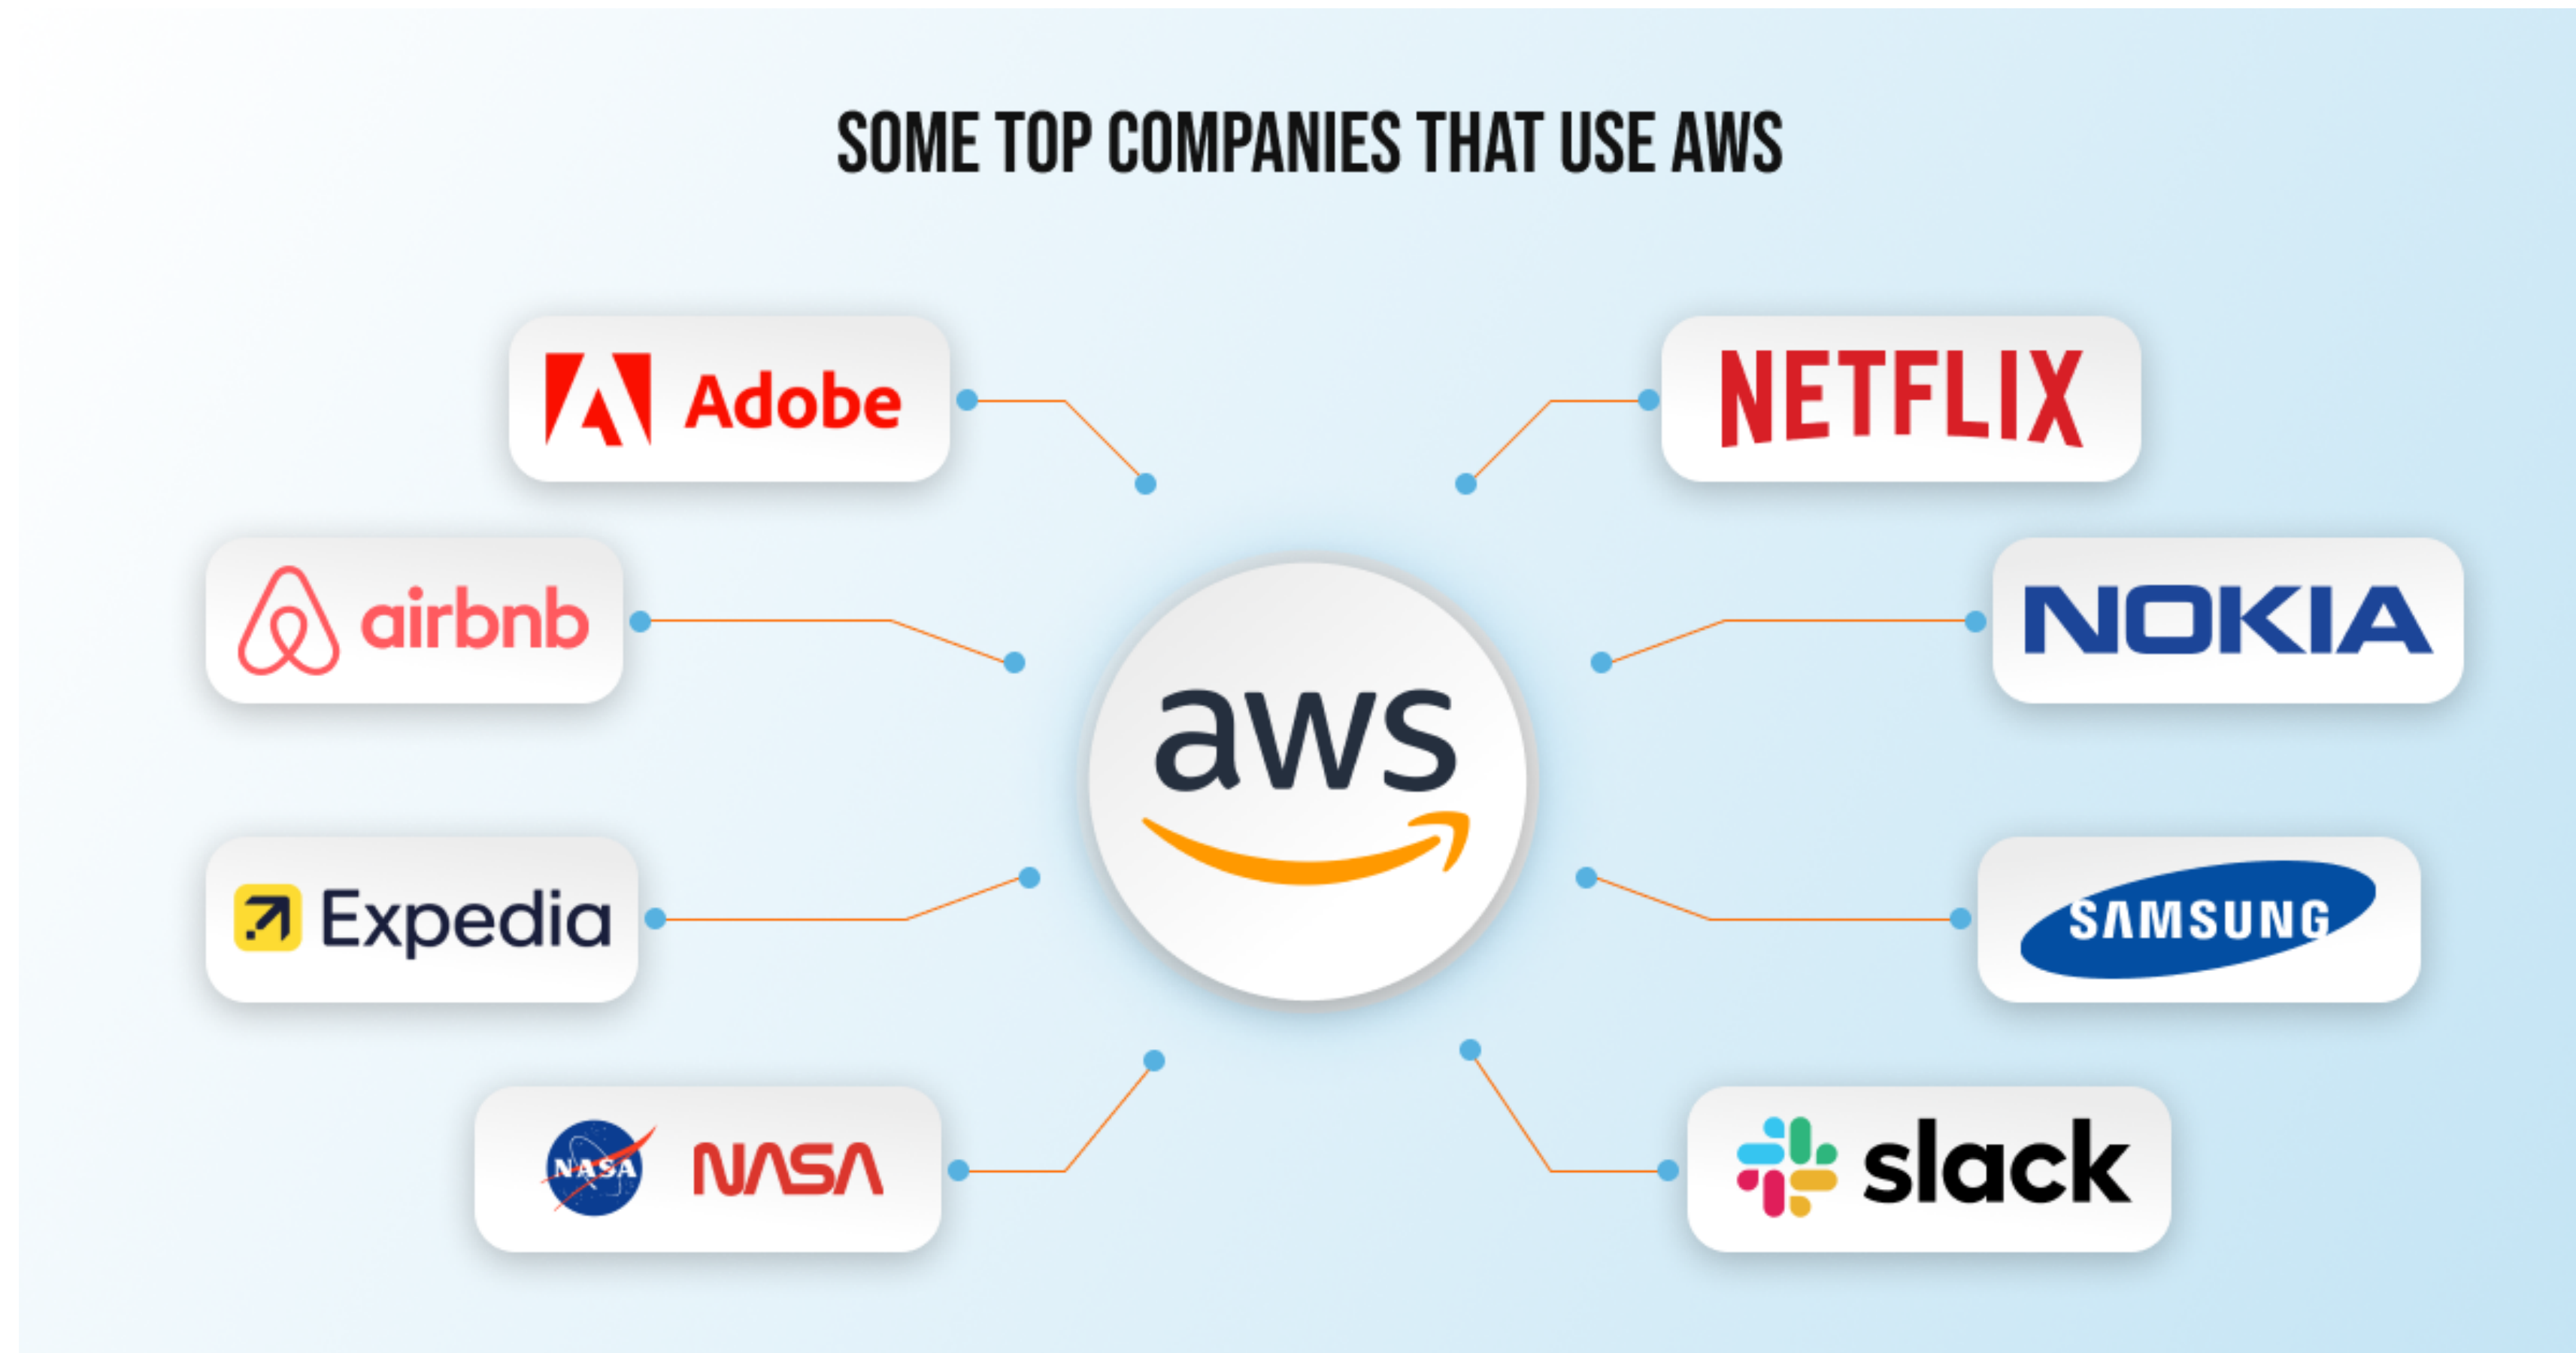 SOME TOP COMPANIES THAT USE AWS
Adobe
NETFLIX
airbnb
NOKIA
aws
Expedia
SAMSUNG
NASA NASA
slack